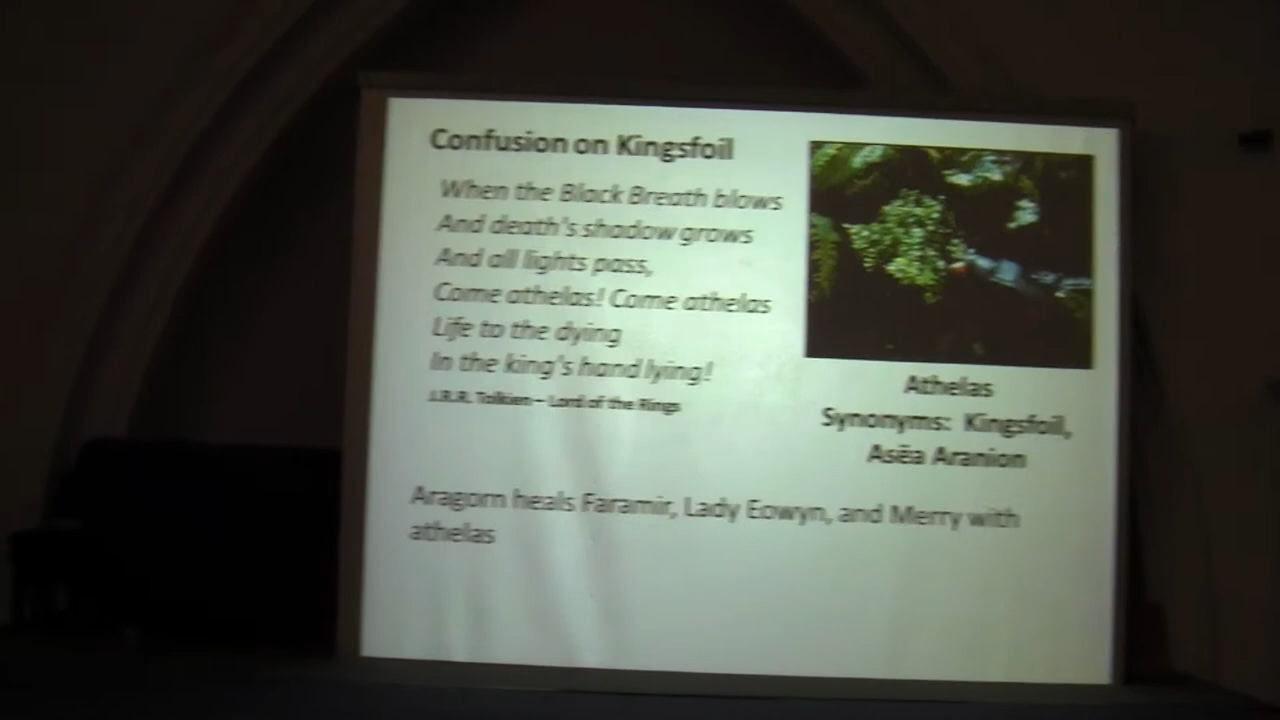 Confusion on Kingsfoil
When the Black Breath blows
And death's shadow grows
And all lights pass,
Come athelas! Come athelas
Life to the dying
In the king's hand lying!
J.R.R. Tolkien – Lord of the Rings
Athelas
Synonyms: Kingsfoil,
Asëa Aranion
Aragorn heals Faramir, Lady Eowyn, and Merry with
athelas